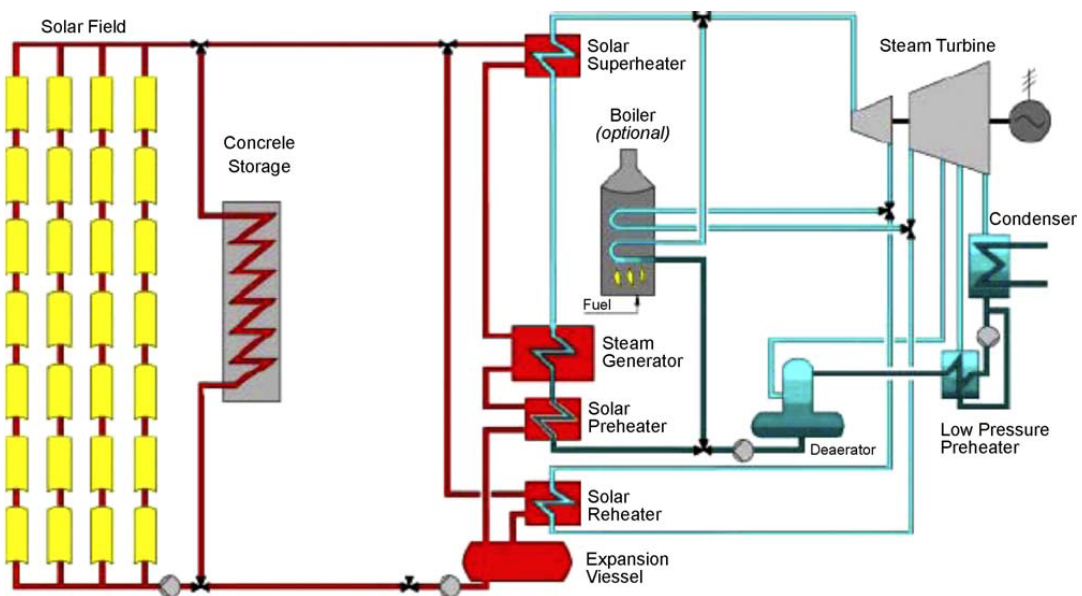 Solar Field
Solar
Superheater
Steam Turbine
Boiler
(optional)
Concrele
Storage
Condenser
Fuel
Steam
Generator
Solar
Preheater
Deaerator
Low Pressure
Preheater
Solar
Reheater
Expansion
Viessel